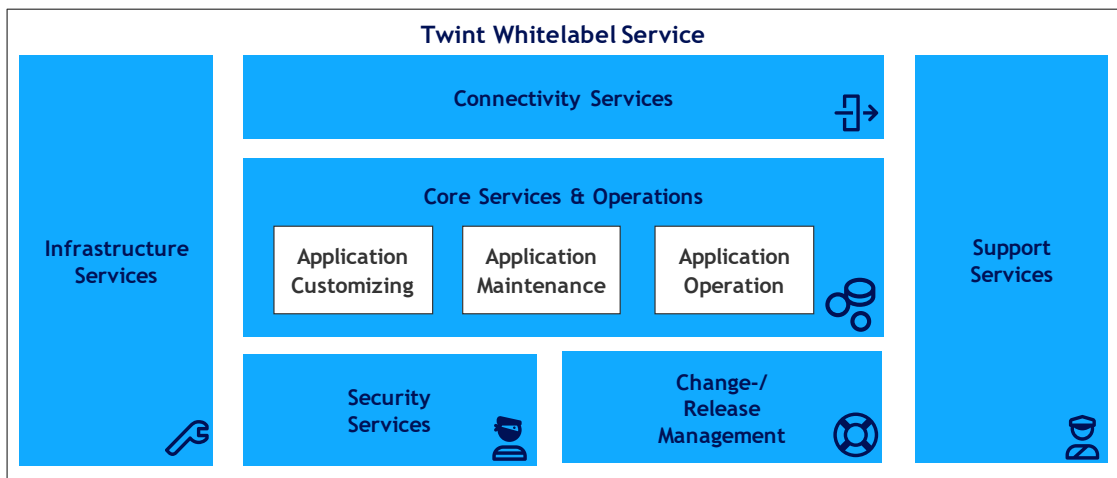 Twint Whitelabel Service
Connectivity Services
Core Services & Operations
Application
Customizing
Application
Maintenance
Application
Operation
Infrastructure
Services
Support
Services
Security
Services
Change-/
Release
Management